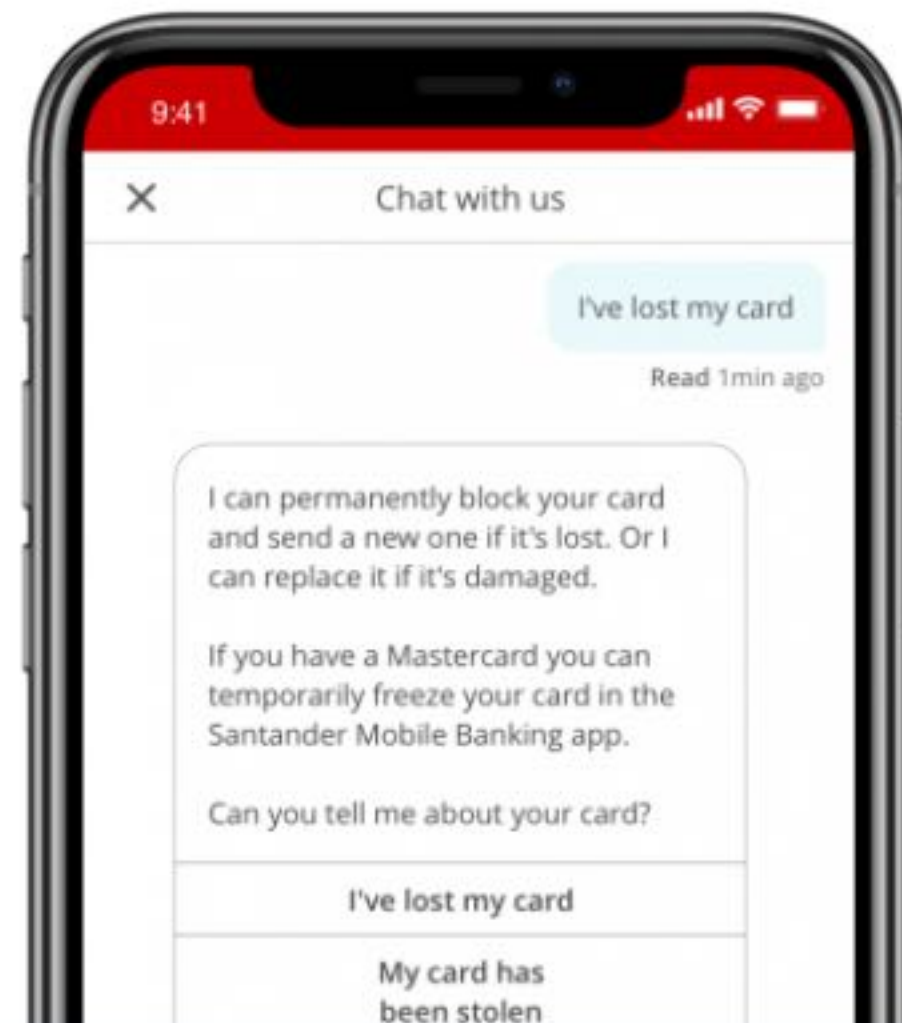 9:41
Chat with us
I've lost my card
Read 1min ago
I can permanently block your card
and send a new one if it's lost. Or I
can replace it if it's damaged.
If you have a Mastercard you can
temporarily freeze your card in the
Santander Mobile Banking app.
Can you tell me about your card?
I've lost my card
My card has
been stolen